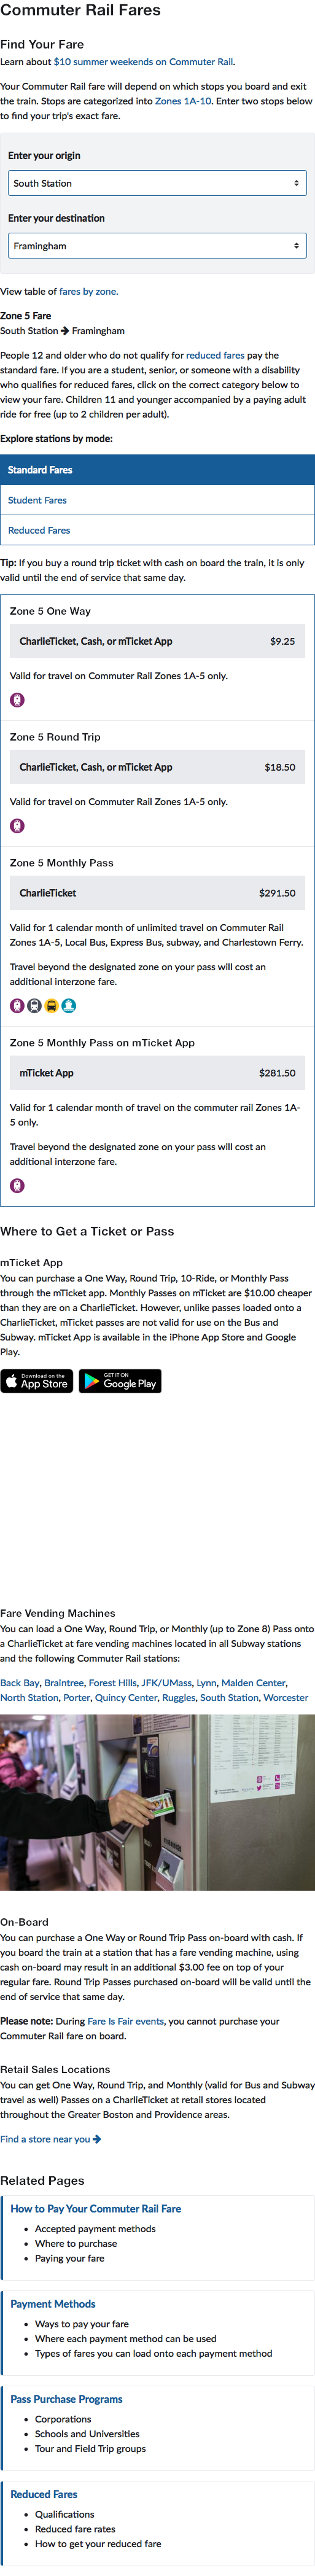 Commuter Rail Fares
Find Your Fare
Learn about $10 summer weekends on Commuter Rail.
Your Commuter Rail fare will depend on which stops you board and exit
the train. Stops are categorized into Zones 1A-10. Enter two stops below
to find your trip's exact fare.
Enter your origin
South Station
Enter your destination
Framingham
View table of fares by zone.
Zone 5 Fare
South Station → Framingham
People 12 and older who do not qualify for reduced fares pay the
standard fare. If you are a student, senior, or someone with a disability
who qualifies for reduced fares, click on the correct category below to
view your fare. Children 11 and younger accompanied by a paying adult
ride for free (up to 2 children per adult).
Explore stations by mode:
Standard Fares
Student Fares
Reduced Fares
Tip: If you buy a round trip ticket with cash on board the train, it is only
valid until the end of service that same day.
Zone 5 One Way
CharlieTicket, Cash, or mTicket App $9.25
Valid for travel on Commuter Rail Zones 1A-5 only.
Zone 5 Round Trip
CharlieTicket, Cash, or mTicket App $18.50
Valid for travel on Commuter Rail Zones 1A-5 only.
Zone 5 Monthly Pass
CharlieTicket $291.50
Valid for 1 calendar month of unlimited travel on Commuter Rail
Zones 1A-5, Local Bus, Express Bus, subway, and Charlestown Ferry.
Travel beyond the designated zone on your pass will cost an
additional interzone fare.
Zone 5 Monthly Pass on mTicket App
mTicket App $281.50
Valid for 1 calendar month of travel on the commuter rail Zones 1A-
5 only.
Travel beyond the designated zone on your pass will cost an
additional interzone fare.
Where to Get a Ticket or Pass
mTicket App
You can purchase a One Way, Round Trip, 10-Ride, or Monthly Pass
through the mTicket app. Monthly Passes on mTicket are $10.00 cheaper
than they are on a CharlieTicket. However, unlike passes loaded onto a
CharlieTicket, mTicket passes are not valid for use on the Bus and
Subway. mTicket App is available in the iPhone App Store and Google
Play.
Download on the App Store GET IT ON Google Play
Fare Vending Machines
You can load a One Way, Round Trip, or Monthly (up to Zone 8) Pass onto
a CharlieTicket at fare vending machines located in all Subway stations
and the following Commuter Rail stations:
Back Bay, Braintree, Forest Hills, JFK/UMass, Lynn, Malden Center,
North Station, Porter, Quincy Center, Ruggles, South Station, Worcester
On-Board
You can purchase a One Way or Round Trip Pass on-board with cash. If
you board the train at a station that has a fare vending machine, using
cash on-board may result in an additional $3.00 fee on top of your
regular fare. Round Trip Passes purchased on-board will be valid until the
end of service that same day.
Please note: During Fare Is Fair events, you cannot purchase your
Commuter Rail fare on board.
Retail Sales Locations
You can get One Way, Round Trip, and Monthly (valid for Bus and Subway
travel as well) Passes on a CharlieTicket at retail stores located
throughout the Greater Boston and Providence areas.
Find a store near you →
Related Pages
How to Pay Your Commuter Rail Fare
• Accepted payment methods
• Where to purchase
• Paying your fare
Payment Methods
• Ways to pay your fare
• Where each payment method can be used
• Types of fares you can load onto each payment method
Pass Purchase Programs
• Corporations
• Schools and Universities
• Tour and Field Trip groups
Reduced Fares
• Qualifications
• Reduced fare rates
• How to get your reduced fare